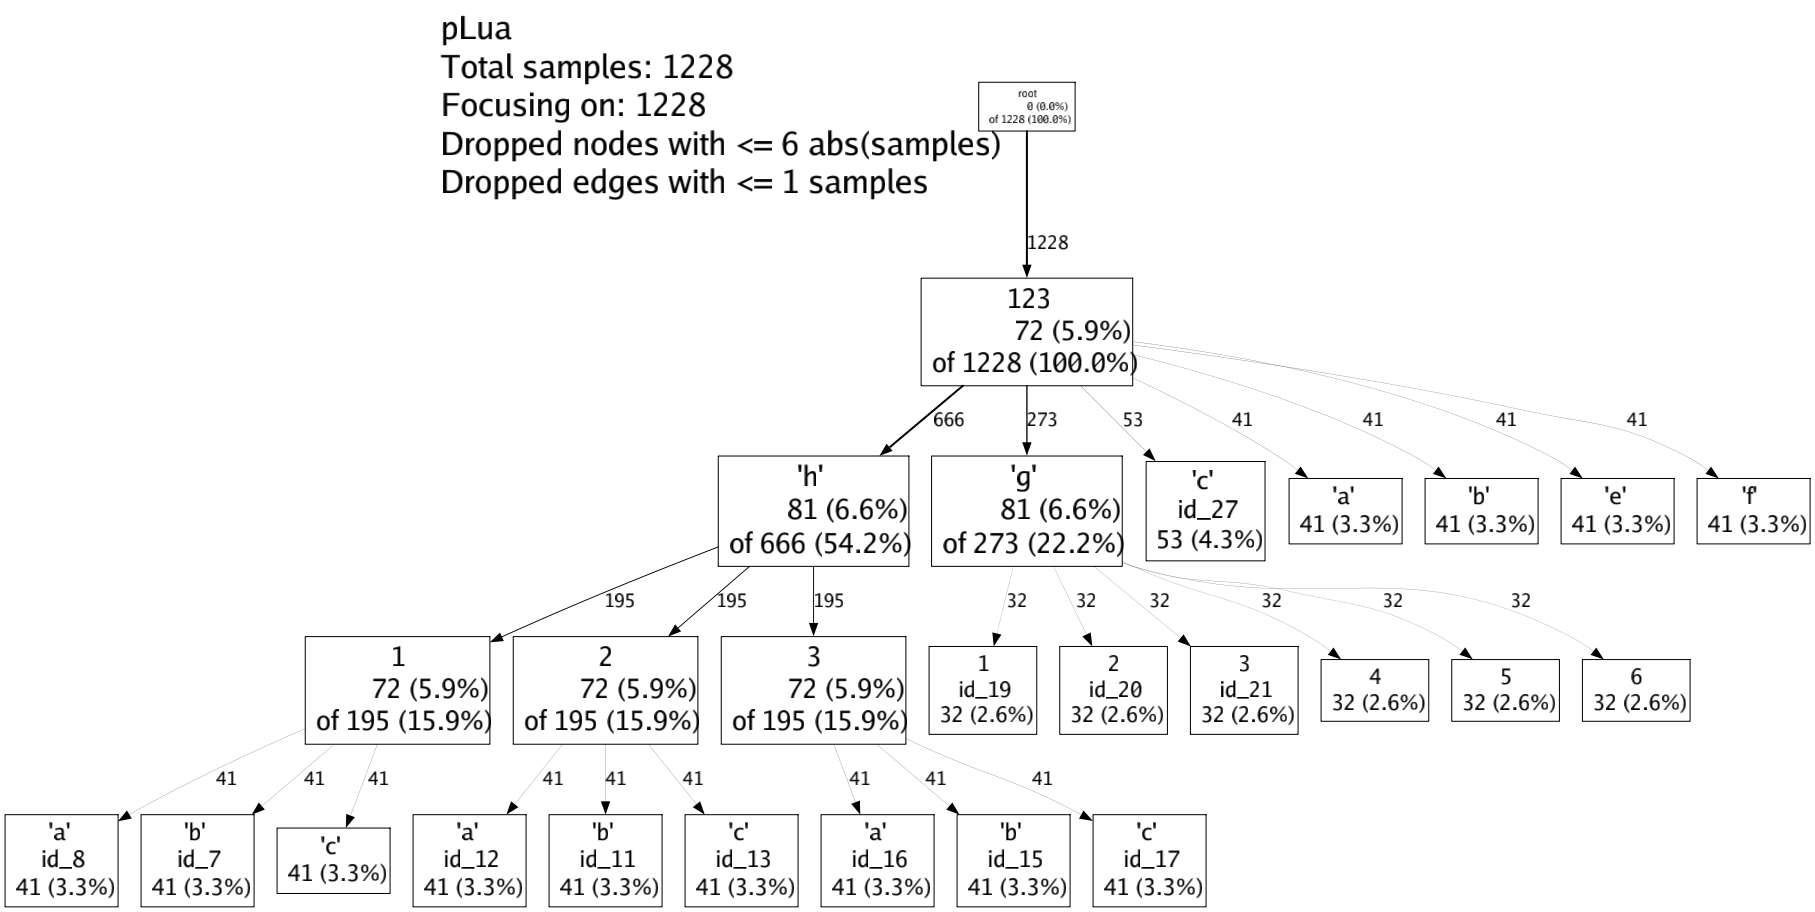 pLua
Total samples: 1228
Focusing on: 1228
Dropped nodes with <= 6 abs(samples)
Dropped edges with <= 1 samples
root
0 (0.0%)
of 1228 (100.0%)
1228
123
72 (5.9%)
of 1228 (100.0%)
666
273
53
41
41
41
41
'h'
81 (6.6%)
of 666 (54.2%)
'g'
81 (6.6%)
of 273 (22.2%)
'c'
id_27
53 (4.3%)
'a'
41 (3.3%)
'b'
41 (3.3%)
'e'
41 (3.3%)
'f'
41 (3.3%)
195
195
195
32
32
32
32
32
32
1
72 (5.9%)
of 195 (15.9%)
2
72 (5.9%)
of 195 (15.9%)
3
72 (5.9%)
of 195 (15.9%)
1
id_19
32 (2.6%)
2
id_20
32 (2.6%)
3
id_21
32 (2.6%)
4
32 (2.6%)
5
32 (2.6%)
6
32 (2.6%)
41
41
41
41
41
41
41
41
41
'a'
id_8
41 (3.3%)
'b'
id_7
41 (3.3%)
'c'
41 (3.3%)
'a'
id_12
41 (3.3%)
'b'
id_11
41 (3.3%)
'c'
id_13
41 (3.3%)
'a'
id_16
41 (3.3%)
'b'
id_15
41 (3.3%)
'c'
id_17
41 (3.3%)